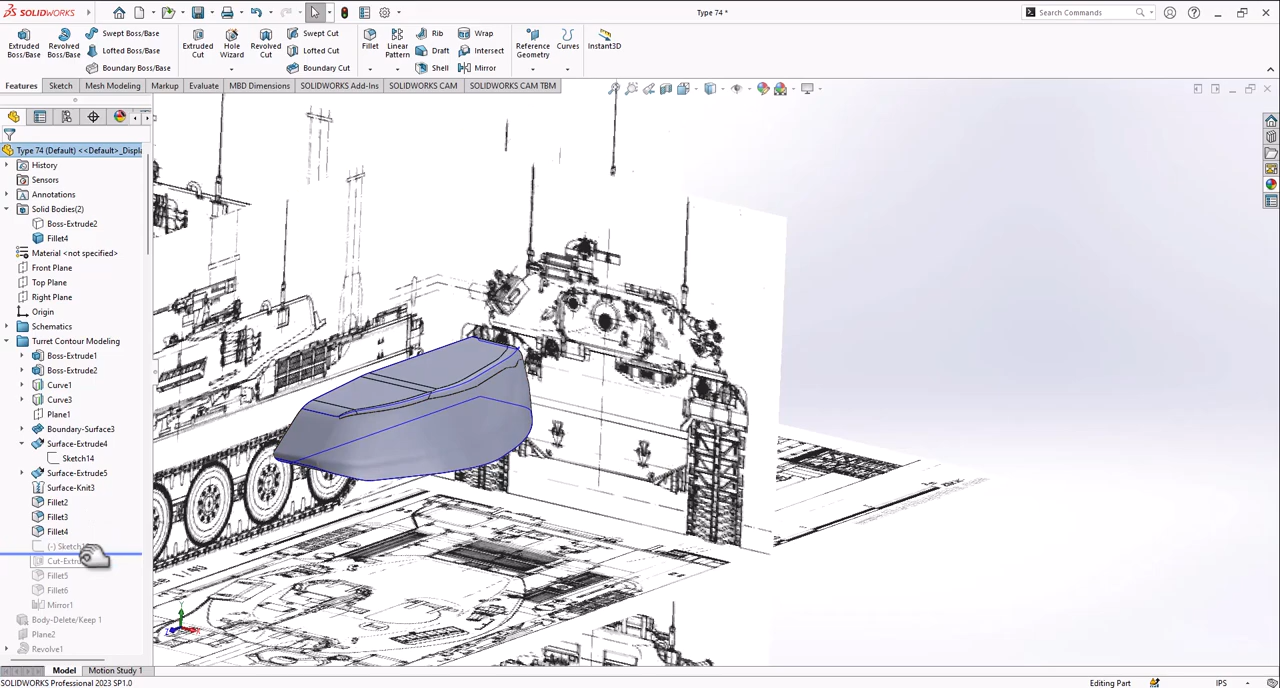 SOLIDWORKS
Type 74 *
Search Commands
Extruded Boss/Base
Revolved Boss/Base
Swept Boss/Base
Lofted Boss/Base
Boundary Boss/Base
Extruded Cut
Hole Wizard
Revolved Cut
Swept Cut
Lofted Cut
Boundary Cut
Fillet
Linear Pattern
Rib
Draft
Shell
Wrap
Intersect
Mirror
Reference Geometry
Curves
Instant3D
Features
Sketch
Mesh Modeling
Markup
Evaluate
MBD Dimensions
SOLIDWORKS Add-Ins
SOLIDWORKS CAM
SOLIDWORKS CAM TBM
Type 74 (Default) <<Default>_Displa
History
Sensors
Annotations
Solid Bodies(2)
Boss-Extrude2
Fillet4
Material <not specified>
Front Plane
Top Plane
Right Plane
Origin
Schematics
Turret Contour Modeling
Boss-Extrude1
Boss-Extrude2
Curve1
Curve3
Plane1
Boundary-Surface3
Surface-Extrude4
Sketch14
Surface-Extrude5
Surface-Knit3
Fillet2
Fillet3
Fillet4
(-) Sketch
Cut-Extru
Fillet5
Fillet6
Mirror1
Body-Delete/Keep 1
Plane2
Revolve1
Model
Motion Study 1
SOLIDWORKS Professional 2023 SP1.0
Editing Part
IPS